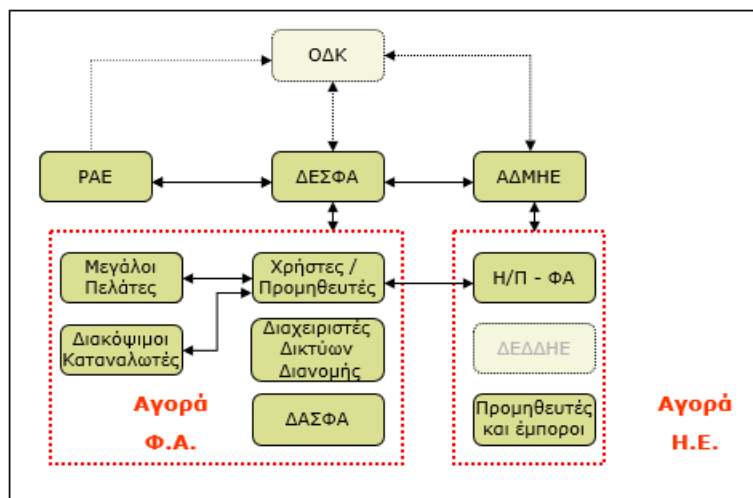 ΟΔΚ
ΡΑΕ
ΔΕΣΦΑ
ΑΔΜΗΕ
Μεγάλοι
Πελάτες
Χρήστες /
Προμηθευτές
Η/Π - ΦΑ
Διακόψιμοι
Καταναλωτές
Διαχειριστές
Δικτύων
Διανομής
ΔΕΔΔΗΕ
Αγορά
Φ.Α.
ΔΑΣΦΑ
Προμηθευτές
και έμποροι
Αγορά
Η.Ε.